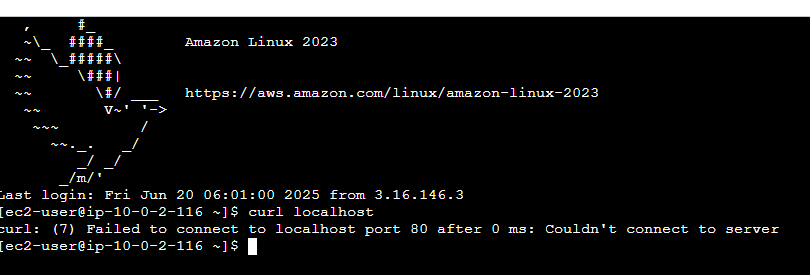 ,     #_
   ~\_  ####_        Amazon Linux 2023
  ~~  \_#####\
  ~~     \###|
  ~~       \#/ ___   https://aws.amazon.com/linux/amazon-linux-2023
   ~~       V~' '->
    ~~~         /
      ~~._.   _/
         _/ _/
       _/m/'
Last login: Fri Jun 20 06:01:00 2025 from 3.16.146.3
[ec2-user@ip-10-0-2-116 ~]$ curl localhost
curl: (7) Failed to connect to localhost port 80 after 0 ms: Couldn't connect to server
[ec2-user@ip-10-0-2-116 ~]$